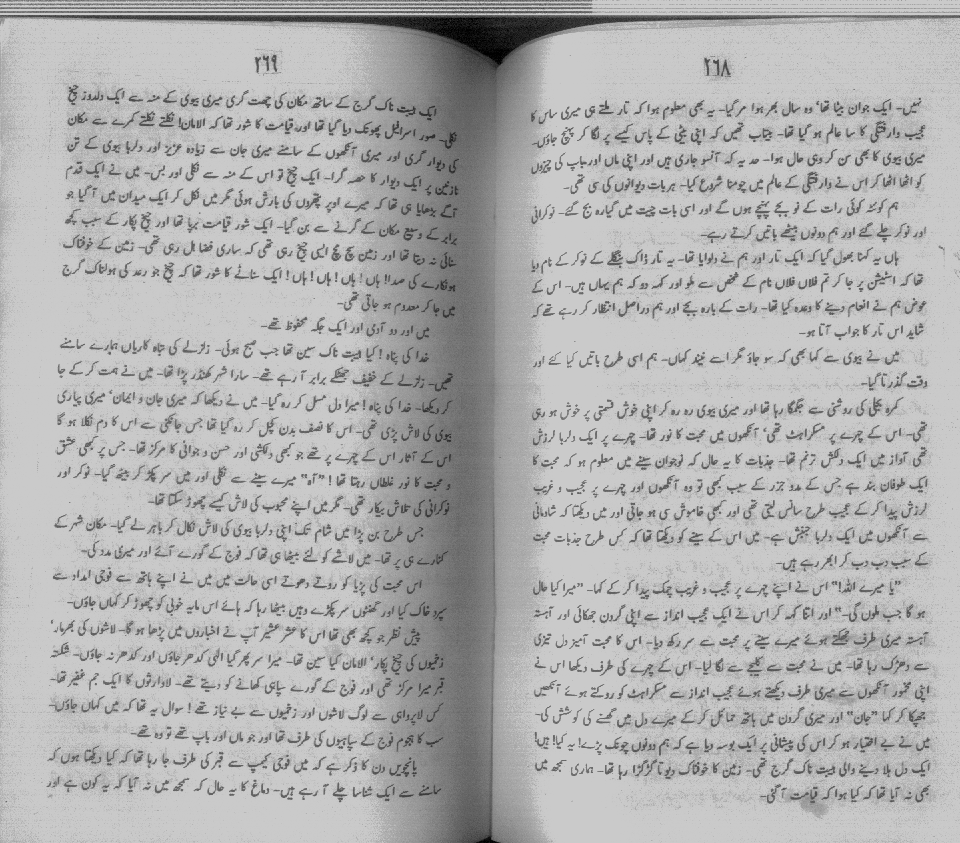 ۲۶۸
نہیں۔ ایک جوان بیٹا تھا‘ وہ سال بھر ہوا مر گیا۔ یہ بھی معلوم ہوا کہ تار ملتے ہی میری ساس کا
عجیب وارفتگی کا سا عالم ہو گیا تھا۔ بیتاب تھیں کہ اپنی بیٹی کے پاس کیسے پر لگا کر پہنچ جاؤں۔
میری بیوی کا بھی سن کر وہی حال ہوا۔ حد یہ کہ آنسو جاری ہیں اور اپنی ماں اور باپ کی چیزوں
کو اٹھا اٹھا کر اس نے وارفتگی کے عالم میں چومنا شروع کیا۔ ہر بات دیوانوں کی سی تھی۔
ہم کوئٹہ کوئی رات کے نو بجے پہنچے ہوں گے اور اسی بات چیت میں گیارہ بج گئے۔ نوکرانی
اور نوکر چلے گئے اور ہم دونوں بیٹھے باتیں کرتے رہے۔
ہاں یہ کہنا بھول گیا کہ ایک تار اور ہم نے دلوایا تھا۔ یہ تار ڈاک بنگلے کے نوکر کے نام دیا
تھا کہ اسٹیشن پر جا کر تم فلاں فلاں نام کے شخص سے ملو اور کہہ دو کہ ہم یہاں ہیں۔ اس کے
عوض ہم نے انعام دینے کا وعدہ کیا تھا۔ رات کے بارہ بجے اور ہم دراصل انتظار کر رہے تھے کہ
شاید اس تار کا جواب آتا ہو۔
میں نے بیوی سے کہا بھی کہ سو جاؤ مگر اسے نیند کہاں۔ ہم اسی طرح باتیں کیا کئے اور
وقت گذرتا گیا۔
کمرہ بجلی کی روشنی سے جگمگا رہا تھا اور میری بیوی رہ رہ کر اپنی خوش قسمتی پر خوش ہو رہی
تھی۔ اس کے چہرے پر مسکراہٹ تھی‘ آنکھوں میں محبت کا نور تھا۔ چہرے پر ایک دلربا لرزش
تھی آواز میں ایک دلکش ترنم تھا۔ جذبات کا یہ حال کہ نوجوان سینے میں معلوم ہو کہ محبت کا
ایک طوفان بند ہے جس کے مدو جزر کے سبب کبھی تو وہ آنکھوں اور چہرے پر عجیب و غریب
لرزش پیدا کر کے عجیب طرح سانس لیتی تھی اور کبھی خاموش سی ہو جاتی اور میں دیکھتا کہ شادمانی
سے آنکھوں میں ایک دلربا جنبش ہے۔ میں اس کے سینے کو دیکھتا تھا کہ کس طرح جذبات محبت
کے سبب دب دب کر ابھر رہے ہیں۔
”یا میرے اللہ!“ اس نے اپنے چہرے پر عجیب و غریب چمک پیدا کر کے کہا۔ ”میرا کیا حال
ہو گا جب ملوں گی۔“ اور اتنا کہہ کر اس نے ایک عجیب انداز سے اپنی گردن جھکائی اور آہستہ
آہستہ میری طرف جھکتے ہوئے میرے سینے پر محبت سے سر رکھ دیا۔ اس کا محبت آمیز دل تیزی
سے دھڑک رہا تھا۔ میں نے محبت سے کلیجے سے لگا لیا۔ اس کے چہرے کی طرف دیکھا اس نے
اپنی مخمور آنکھوں سے میری طرف دیکھتے ہوئے عجیب انداز سے مسکراہٹ کو روکتے ہوئے آنکھیں
جھپکا کر کہا ”جان“ اور میری گردن میں ہاتھ حمائل کر کے میرے دل میں گھسنے کی کوشش کی۔
میں نے بے اختیار ہو کر اس کی پیشانی پر ایک بوسہ دیا ہے کہ ہم دونوں چونک پڑے! یہ کیا! ہیں!
ایک دل ہلا دینے والی ہیبت ناک گرج تھی۔ زمین کا خوفناک دیوتا گڑگڑا رہا تھا۔ ہماری سمجھ میں
بھی نہ آیا تھا کہ کیا ہوا کہ قیامت آ گئی۔
۲۶۹
ایک ہیبت ناک گرج کے ساتھ مکان کی چھت گری میری بیوی کے منہ سے ایک دلدوز چیخ
نکلی۔ صور اسرافیل پھونک دیا گیا تھا اور قیامت کا شور تھا کہ الامان! نکلتے نکلتے کمرے سے مکان
کی دیوار گری اور میری آنکھوں کے سامنے میری جان سے زیادہ عزیز اور دلربا بیوی کے تن
نازنین پر ایک دیوار کا حصہ گرا۔ ایک چیخ تو اس کے منہ سے نکلی اور بس۔ میں نے ایک قدم
آگے بڑھایا ہی تھا کہ میرے اوپر پتھروں کی بارش ہوئی مگر میں نکل کر ایک میدان میں آ گیا جو
برابر کے وسیع مکان کے گرنے سے بن گیا۔ ایک شور قیامت برپا تھا اور چیخ پکار کے سبب کچھ
سنائی نہ دیتا تھا اور زمین سچ مچ ایسی چیخ رہی تھی کہ ساری فضا ہل رہی تھی۔ زمین کے خوفناک
ہونکارے کی صدا! ہاں! ہاں! ہاں! ہاں! ایک سناٹے کا شور تھا کہ چیخ جو رعد کی ہولناک گرج
میں جا کر معدوم ہو جاتی تھی۔
میں اور دو آدمی اور ایک جگہ محفوظ تھے۔
خدا کی پناہ! کیا ہیبت ناک سین تھا جب صبح ہوئی۔ زلزلے کی تباہ کاریاں ہمارے سامنے
تھیں۔ زلزلے کے خفیف جھٹکے برابر آ رہے تھے۔ سارا شہر کھنڈر پڑا تھا۔ میں نے ہمت کر کے جا
کر دیکھا۔ خدا کی پناہ! میرا دل مسل کر رہ گیا۔ میں نے دیکھا کہ میری جان و ایمان‘ میری پیاری
بیوی کی لاش پڑی تھی۔ اس کا نصف بدن کچل کر رہ گیا تھا جس جانکنی سے اس کا دم نکلا ہو گا
اس کے آثار اس کے چہرے پر تھے جو کبھی دلکشی اور حسن و جوانی کا مرکز تھا۔ جس پر کبھی عشق
و محبت کا نور غلطاں رہتا تھا! ”آہ“ میرے سینے سے نکلی اور میں سر پکڑ کر بیٹھ گیا۔ نوکر اور
نوکرانی کی تلاش بیکار تھی۔ مگر میں اپنے محبوب کی لاش کیسے چھوڑ سکتا تھا۔
جس طرح بن پڑا میں شام تک اپنی دلربا بیوی کی لاش نکال کر باہر لے گیا۔ مکان شہر کے
کنارے ہی پر تھا۔ میں لاشے کو لئے بیٹھا ہی تھا کہ فوج کے گورے آئے اور میری مدد کی۔
اس محبت کی پڑیا کو روتے دھوتے اسی حالت میں میں نے اپنے ہاتھ سے فوجی امداد سے
سپرد خاک کیا اور گھنٹوں سر پکڑے وہیں بیٹھا رہا کہ ہائے اس مایہ خوبی کو چھوڑ کر کہاں جاؤں۔
پیش نظر جو کچھ بھی تھا اس کا عشر عشیر آپ نے اخباروں میں پڑھا ہو گا۔ لاشوں کی بھرمار‘
زخمیوں کی چیخ پکار‘ الامان کیا سین تھا۔ میرا سر پھر گیا الٰہی کدھر جاؤں اور کدھر نہ جاؤں۔ شکستہ
قبر میرا مرکز تھی اور فوج کے گورے سپاہی کھانے کو دیتے تھے۔ لاوارثوں کا ایک جم غفیر تھا۔
کس لاپرواہی سے لوگ لاشوں اور زخمیوں سے بے نیاز تھے! سوال یہ تھا کہ میں کہاں جاؤں۔
سب کا ہجوم فوج کے سپاہیوں کی طرف تھا اور جو ماں اور باپ تھے تو وہ تھے۔
پانچویں دن کا ذکر ہے کہ میں فوجی کیمپ سے قبر کی طرف جا رہا تھا کہ کیا دیکھتا ہوں کہ
سامنے سے ایک شناسا چلے آ رہے ہیں۔ دماغ کا یہ حال کہ سمجھ میں نہ آیا کہ یہ کون ہے اور